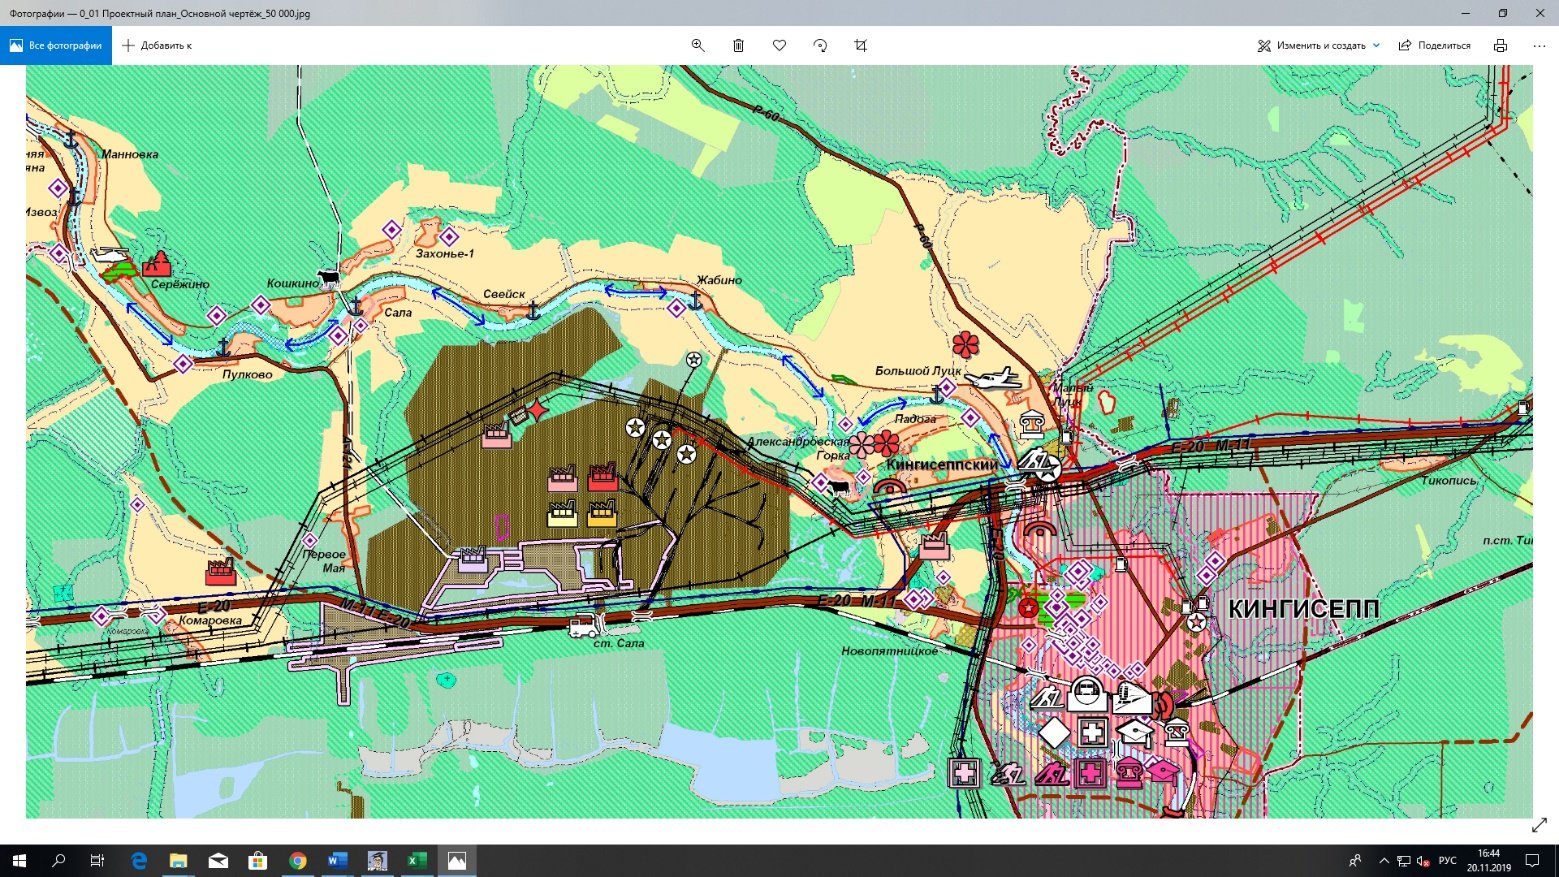 Фотографии — 0_01 Проектный план_Основной чертёж_50 000.jpg
Все фотографии
Добавить к
Изменить и создать
Поделиться
Р-60
Манновка
Извоз
Р-60
Захонье-1
Серёжино
Кошкино
Свейск
Жабино
Сала
Пулково
Большой Луцк
Малый
Луцк
Падога
Александровская
Горка
Е-20 М-11
Кингисеппский
Тикопись
Е-20
Первое
Мая
Е-20
М-11 Е-20
Е-20 М-11
КИНГИСЕПП
Комаровка
Комаровка
ст. Сала
Новопятницкое
РУС
16:44
20.11.2019